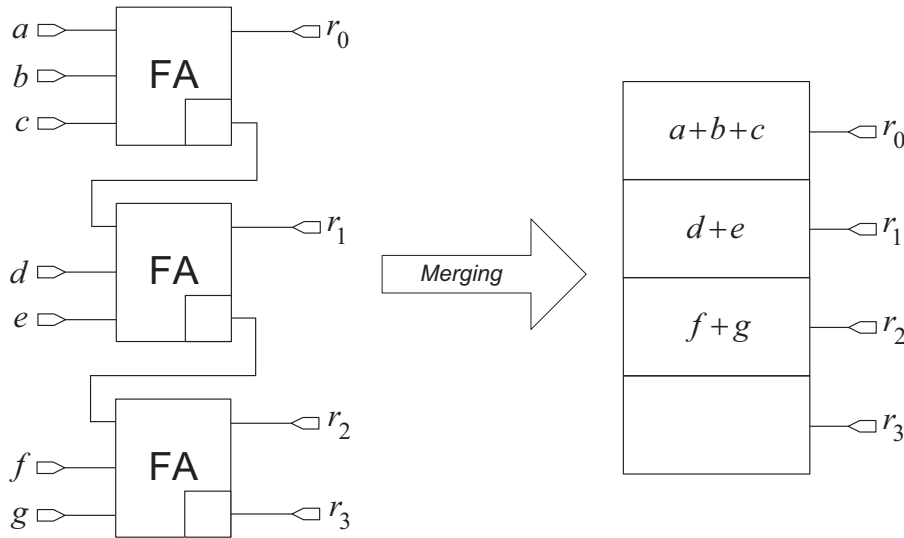 a
FA
r0
b
c
FA
r1
d
e
FA
r2
f
g
r3
Merging
a+b+c
r0
d+e
r1
f+g
r2
r3